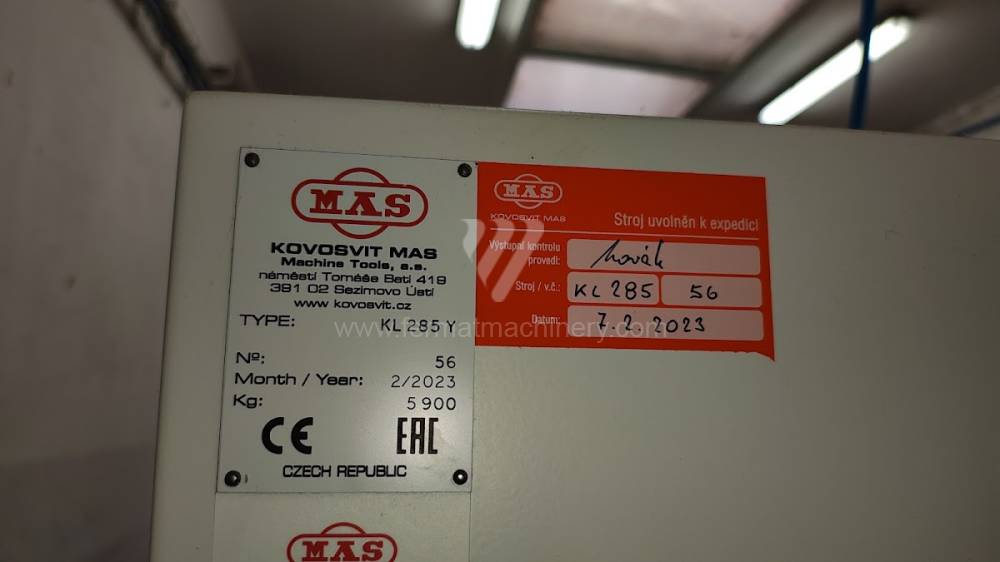 MAS
KOVOSVIT MAS
Machine Tools, a.s.
náměstí Tomáše Bati 419
391 02 Sezimovo Ústí
www.kovosvit.cz
TYPE: KL 285 Y
Nº: 56
Month / Year: 2/2023
Kg: 5 900
CE EAC
CZECH REPUBLIC
MAS
KOVOSVIT MAS
Stroj uvolněn k expedici
Výstupní kontrolu
provedl: Novák
Stroj / v.č.: KL 285 56
Datum: 7. 2. 2023
MAS
www.fermatmachinery.com